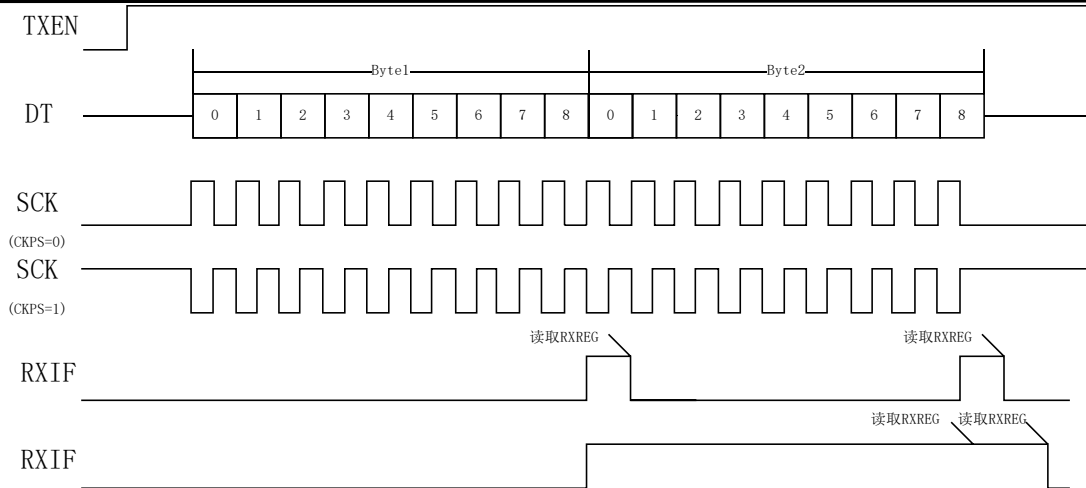 TXEN
Byte1 Byte2
DT 0 1 2 3 4 5 6 7 8 0 1 2 3 4 5 6 7 8
SCK
(CKPS=0)
SCK
(CKPS=1)
读取RXREG 读取RXREG
RXIF
读取RXREG 读取RXREG
RXIF